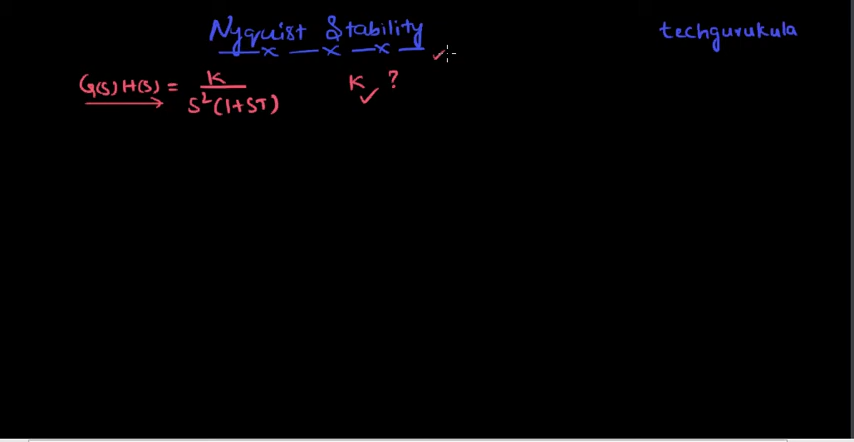 Nyquist Stability
techgurukula
G(s) H(s) = K / S²(1+ST)
K ?